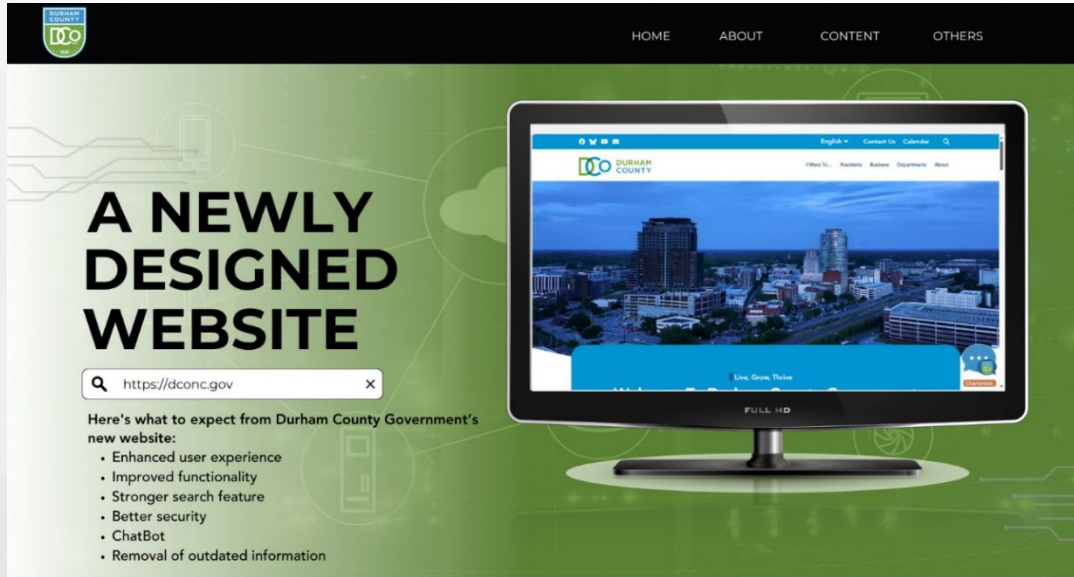 DURHAM
COUNTY
DCo
1881
HOME ABOUT CONTENT OTHERS
A NEWLY
DESIGNED
WEBSITE
https://dconc.gov ×
Here's what to expect from Durham County Government's
new website:
• Enhanced user experience
• Improved functionality
• Stronger search feature
• Better security
• ChatBot
• Removal of outdated information
English Contact Us Calendar
DCO DURHAM
COUNTY
I Want To... Residents Business Departments About
Live, Grow, Thrive
FULL HD